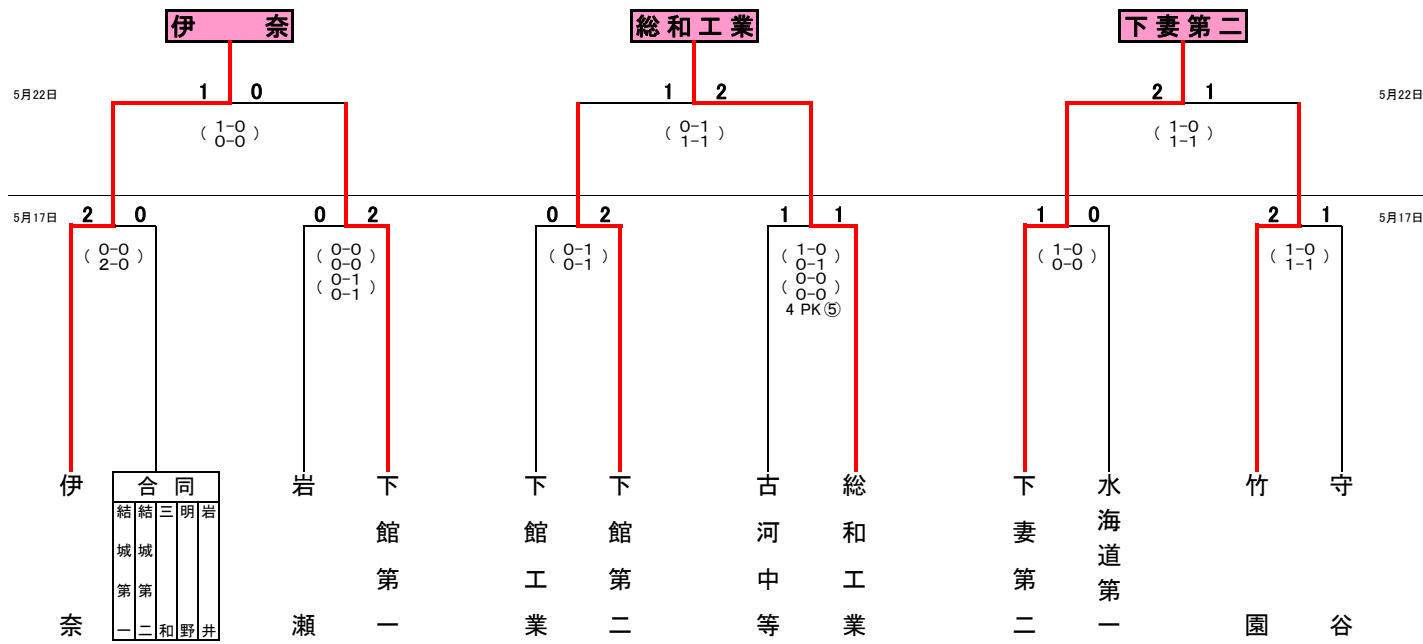 伊奈
総和工業
下妻第二
5月22日
1 0
1 2
2 1
5月22日
( 1-0
0-0 )
( 0-1
1-1 )
( 1-0
1-1 )
5月17日
2 0
0 2
0 2
1 1
1 0
2 1
5月17日
( 0-0
2-0 )
( 0-0
0-0 )
( 0-1
0-1 )
( 0-1
0-1 )
( 1-0
0-1 )
( 0-0
0-0 )
4 PK⑤
( 1-0
0-0 )
( 1-0
1-1 )
伊奈
合同
結城第一
結城第二
三和
明野
岩井
岩瀬
下館第一
下館工業
下館第二
古河中等
総和工業
下妻第二
水海道第一
竹園
守谷